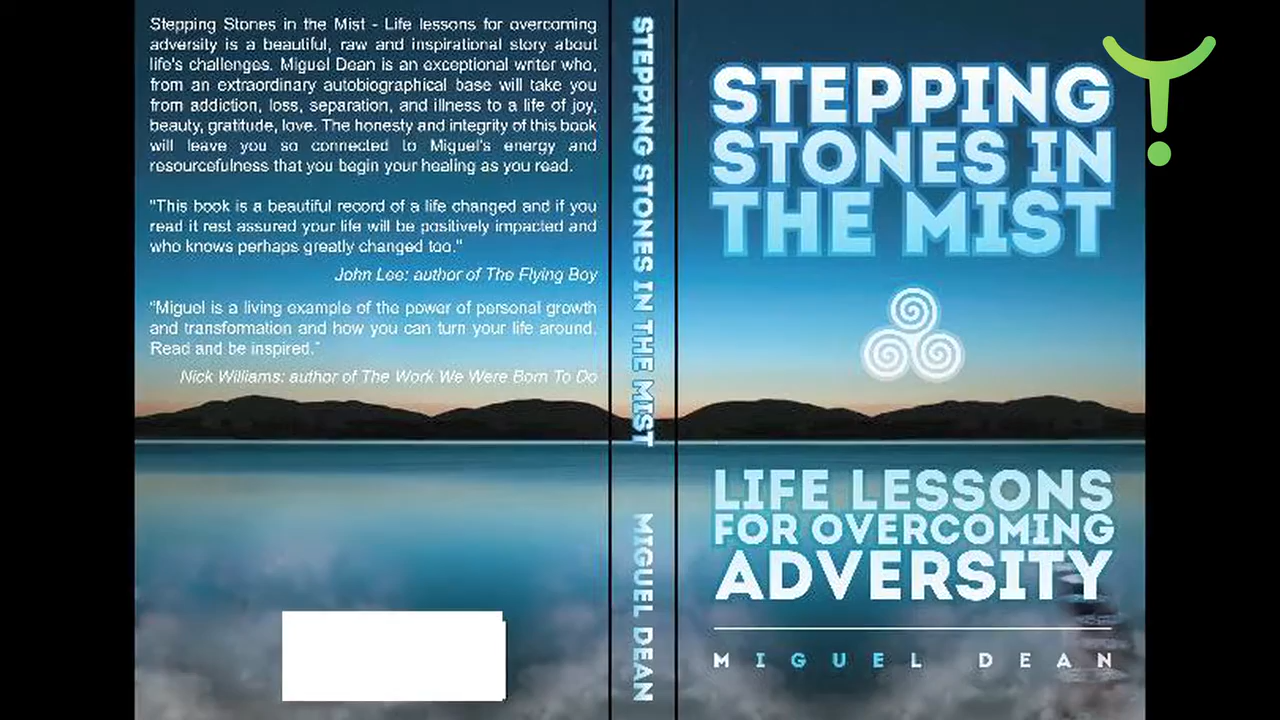 Stepping Stones in the Mist - Life lessons for overcoming
adversity is a beautiful, raw and inspirational story about
life's challenges. Miguel Dean is an exceptional writer who,
from an extraordinary autobiographical base will take you
from addiction, loss, separation, and illness to a life of joy,
beauty, gratitude, love. The honesty and integrity of this book
will leave you so connected to Miguel's energy and
resourcefulness that you begin your healing as you read.
"This book is a beautiful record of a life changed and if you
read it rest assured your life will be positively impacted and
who knows perhaps greatly changed too."
John Lee: author of The Flying Boy
"Miguel is a living example of the power of personal growth
and transformation and how you can turn your life around.
Read and be inspired."
Nick Williams: author of The Work We Were Born To Do
STEPPING STONES IN THE MIST
MIGUEL DEAN
STEPPING
STONES IN
THE MIST
LIFE LESSONS
FOR OVERCOMING
ADVERSITY
MIGUEL DEAN